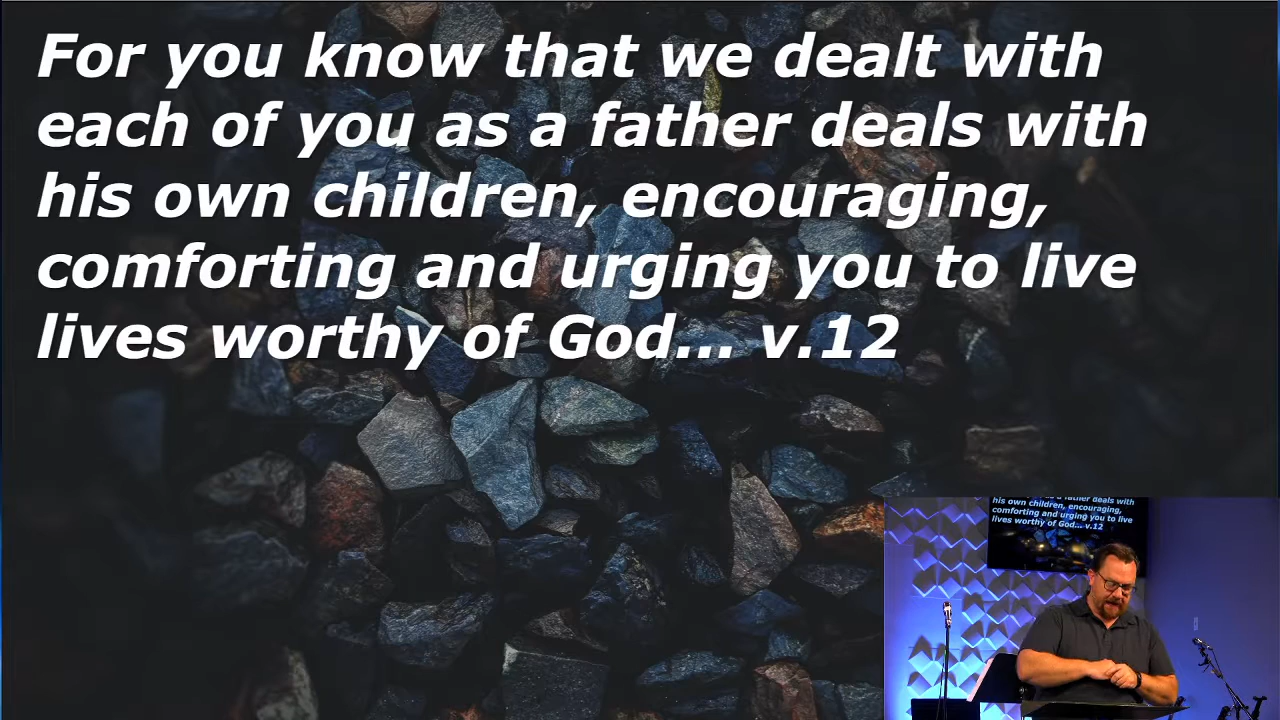 For you know that we dealt with
each of you as a father deals with
his own children, encouraging,
comforting and urging you to live
lives worthy of God... v.12
his own children, encouraging,
comforting and urging you to live
lives worthy of God... v.12